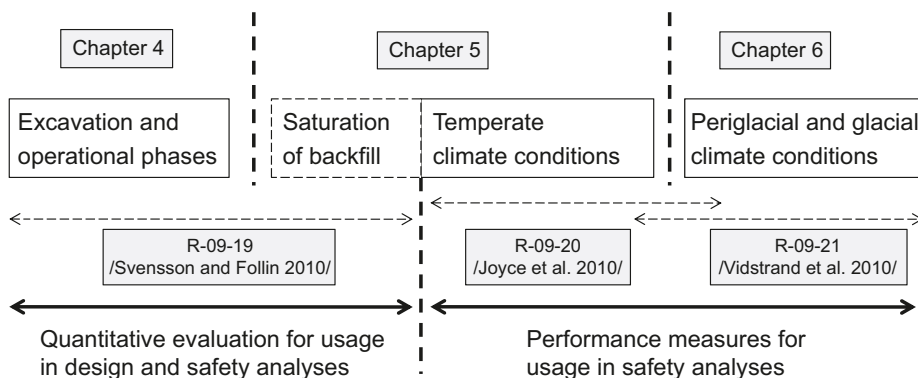 Chapter 4
Chapter 5
Chapter 6
Excavation and
operational phases
Saturation
of backfill
Temperate
climate conditions
Periglacial and glacial
climate conditions
R-09-19
/Svensson and Follin 2010/
R-09-20
/Joyce et al. 2010/
R-09-21
/Vidstrand et al. 2010/
Quantitative evaluation for usage
in design and safety analyses
Performance measures for
usage in safety analyses